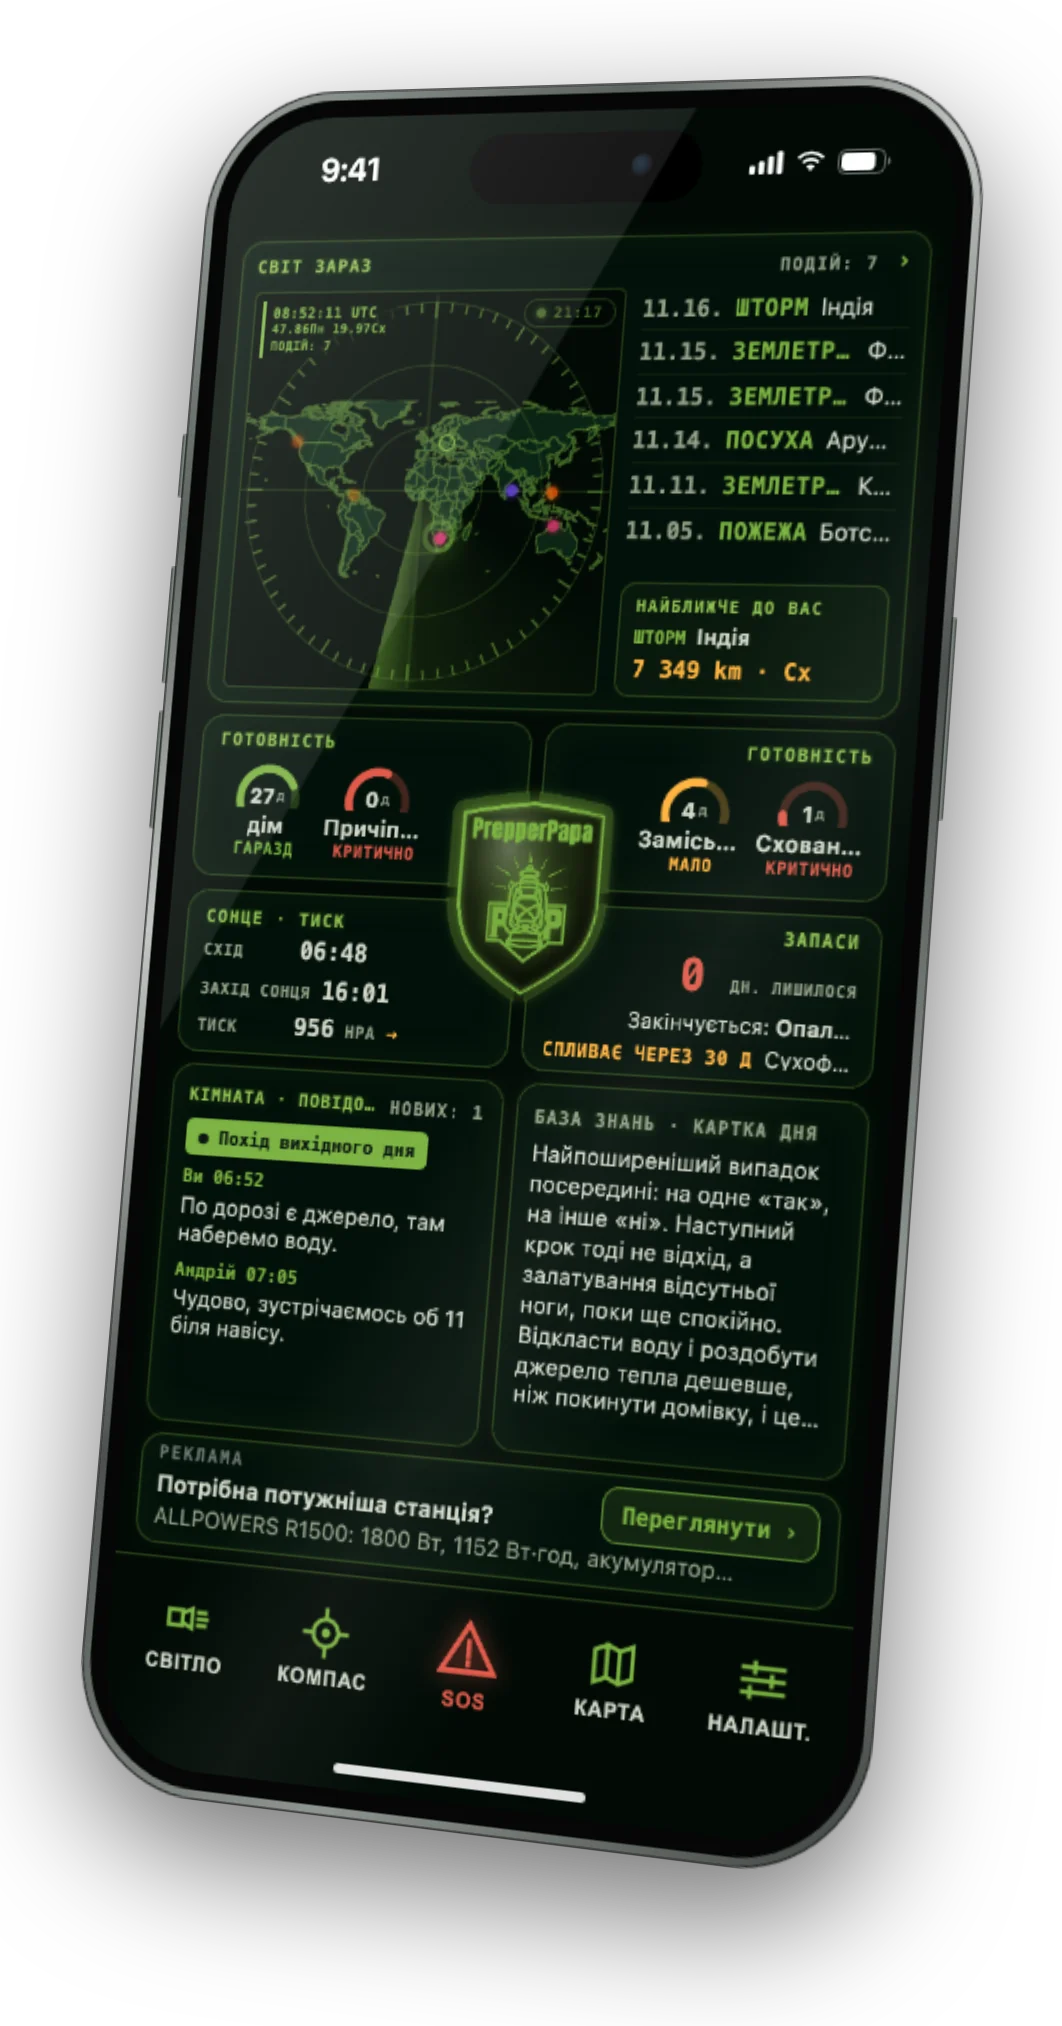 9:41
СВІТ ЗАРАЗ
ПОДІЙ: 7 ›
08:52:11 UTC
47.86Пн 19.97Сх
ПОДІЙ: 7
21:17
11.16. ШТОРМ Індія
11.15. ЗЕМЛЕТР… Ф…
11.15. ЗЕМЛЕТР… Ф…
11.14. ПОСУХА Ару…
11.11. ЗЕМЛЕТР… К…
11.05. ПОЖЕЖА Ботс…
НАЙБЛИЖЧЕ ДО ВАС
ШТОРМ Індія
7 349 km · Сх
ГОТОВНІСТЬ
27д
дім
ГАРАЗД
0д
Причіп…
КРИТИЧНО
ГОТОВНІСТЬ
4д
Замісь…
МАЛО
1д
Схован…
КРИТИЧНО
PrepperPapa
P P
СОНЦЕ · ТИСК
СХІД 06:48
ЗАХІД СОНЦЯ 16:01
ТИСК 956 HPA →
ЗАПАСИ
0 ДН. ЛИШИЛОСЯ
Закінчується: Опал…
СПЛИВАЄ ЧЕРЕЗ 30 Д Сухоф…
КІМНАТА · ПОВІДО… НОВИХ: 1
Похід вихідного дня
Ви 06:52
По дорозі є джерело, там
наберемо воду.
Андрій 07:05
Чудово, зустрічаємось об 11
біля навісу.
БАЗА ЗНАНЬ · КАРТКА ДНЯ
Найпоширеніший випадок
посередині: на одне «так»,
на інше «ні». Наступний
крок тоді не відхід, а
залатування відсутньої
ноги, поки ще спокійно.
Відкласти воду і роздобути
джерело тепла дешевше,
ніж покинути домівку, і це…
РЕКЛАМА
Потрібна потужніша станція?
ALLPOWERS R1500: 1800 Вт, 1152 Вт·год, акумулятор…
Переглянути ›
СВІТЛО
КОМПАС
SOS
КАРТА
НАЛАШТ.